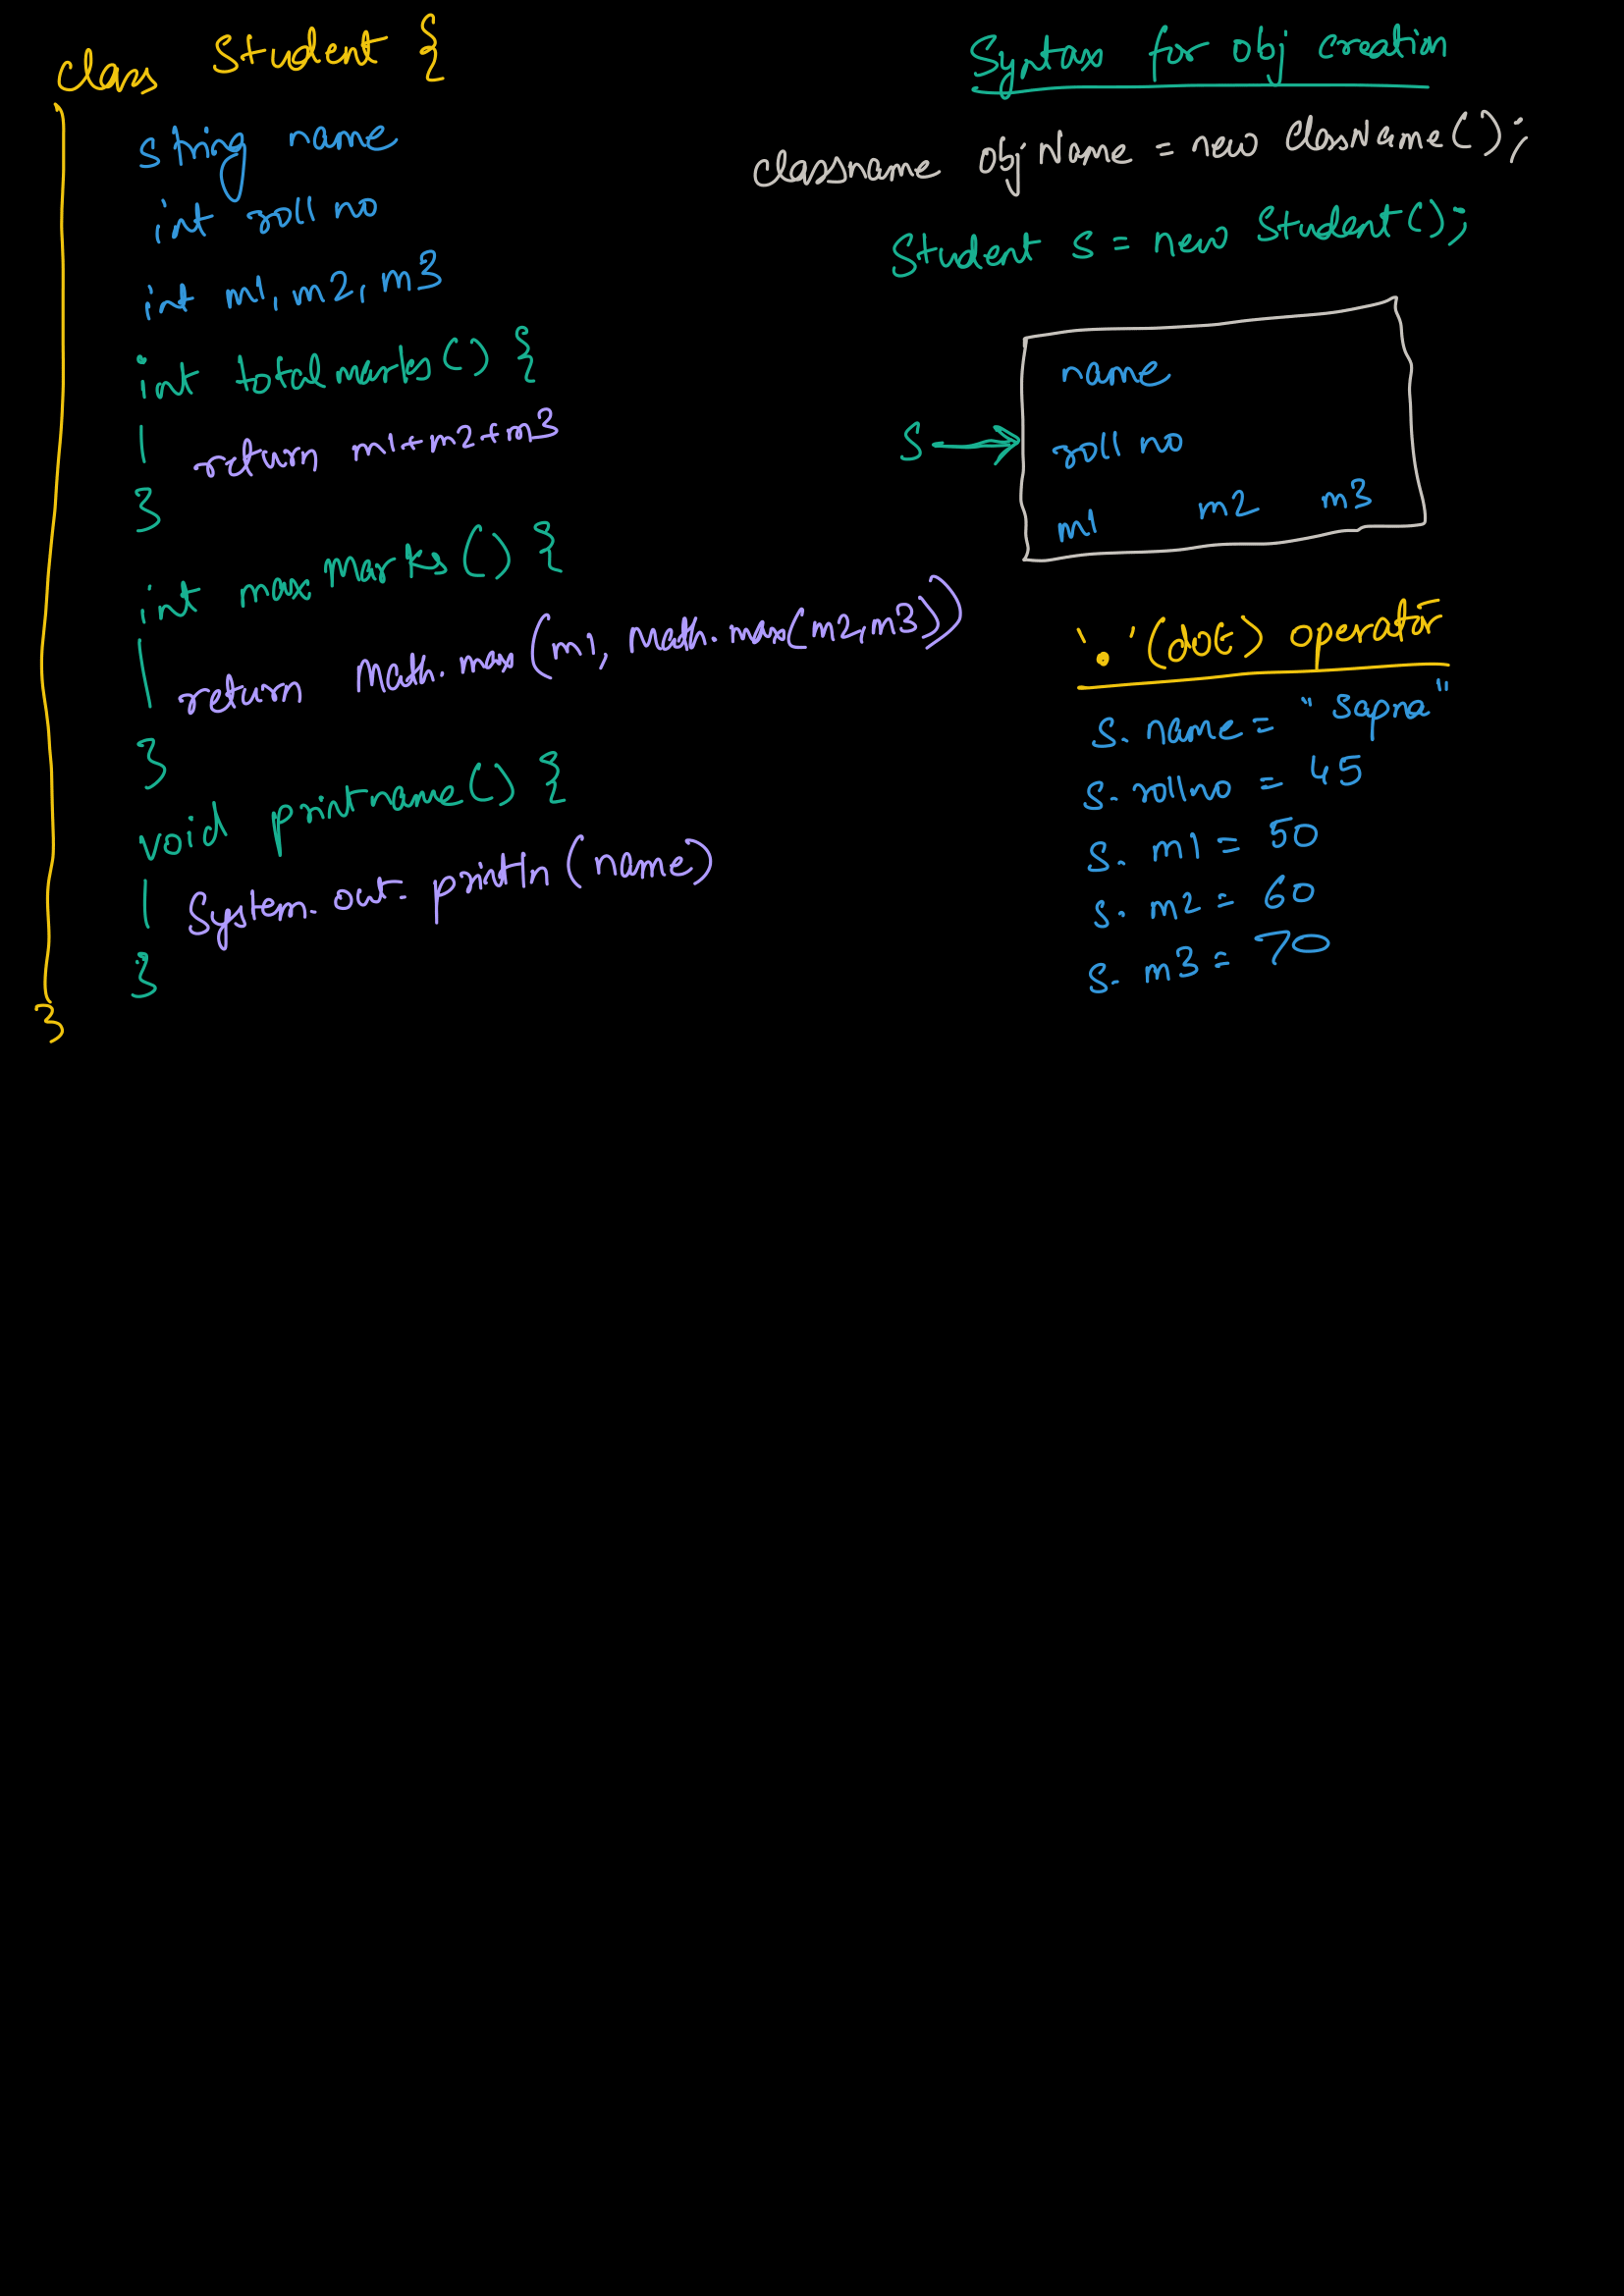 class Student {
string name
int roll no
int m1, m2, m3
int totalmarks() {
return m1+m2+m3
}
int maxMarks() {
return Math.max(m1, Math.max(m2,m3))
}
void printname() {
System.out.println(name)
}
}
Syntax for obj creation
classname objName = new ClassName();
Student s = new Student();
S
name
roll no
m1 m2 m3
'.' (dot) operator
s.name = "Sapna"
s.rollno = 45
s.m1 = 50
s.m2 = 60
s.m3 = 70